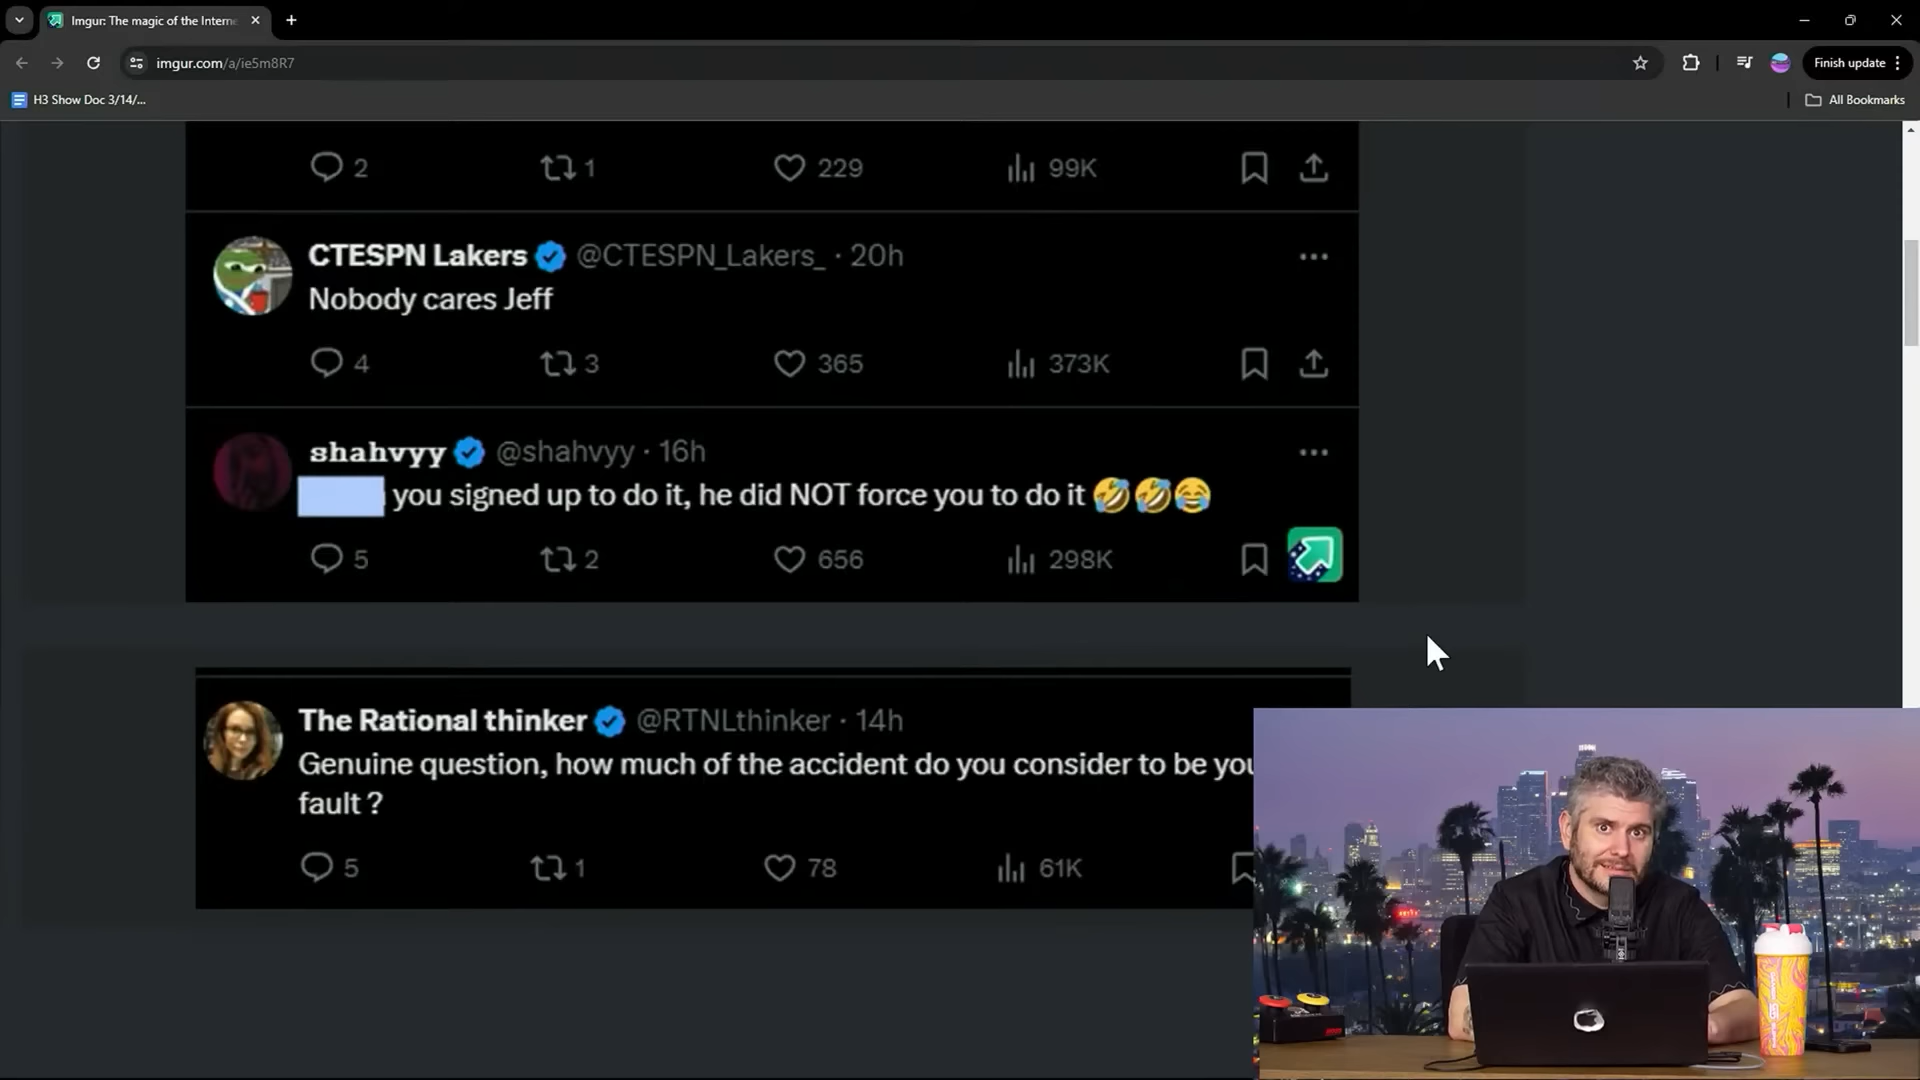 Imgur: The magic of the Interne
imgur.com/a/ie5m8R7
Finish update
H3 Show Doc 3/14/...
All Bookmarks
2 1 229 99K
CTESPN Lakers @CTESPN_Lakers_ · 20h
Nobody cares Jeff
4 3 365 373K
shahvyy @shahvyy · 16h
you signed up to do it, he did NOT force you to do it 🤣🤣😂
5 2 656 298K
The Rational thinker @RTNLthinker · 14h
Genuine question, how much of the accident do you consider to be you
fault ?
5 1 78 61K